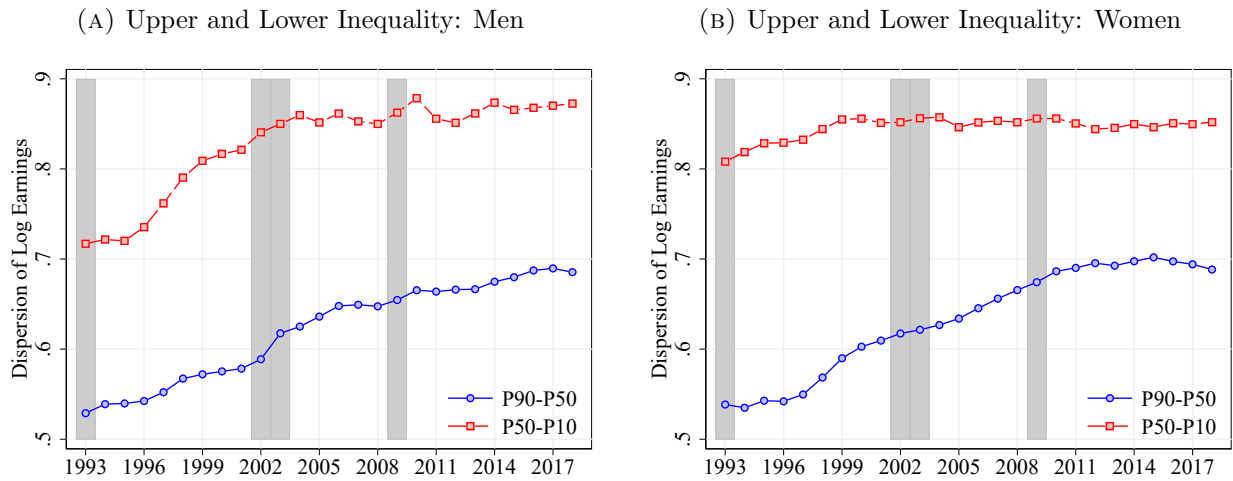 (A) Upper and Lower Inequality: Men
Dispersion of Log Earnings
.9
.8
.7
.6
.5
P90-P50
P50-P10
1993 1996 1999 2002 2005 2008 2011 2014 2017
(B) Upper and Lower Inequality: Women
Dispersion of Log Earnings
.9
.8
.7
.6
.5
P90-P50
P50-P10
1993 1996 1999 2002 2005 2008 2011 2014 2017